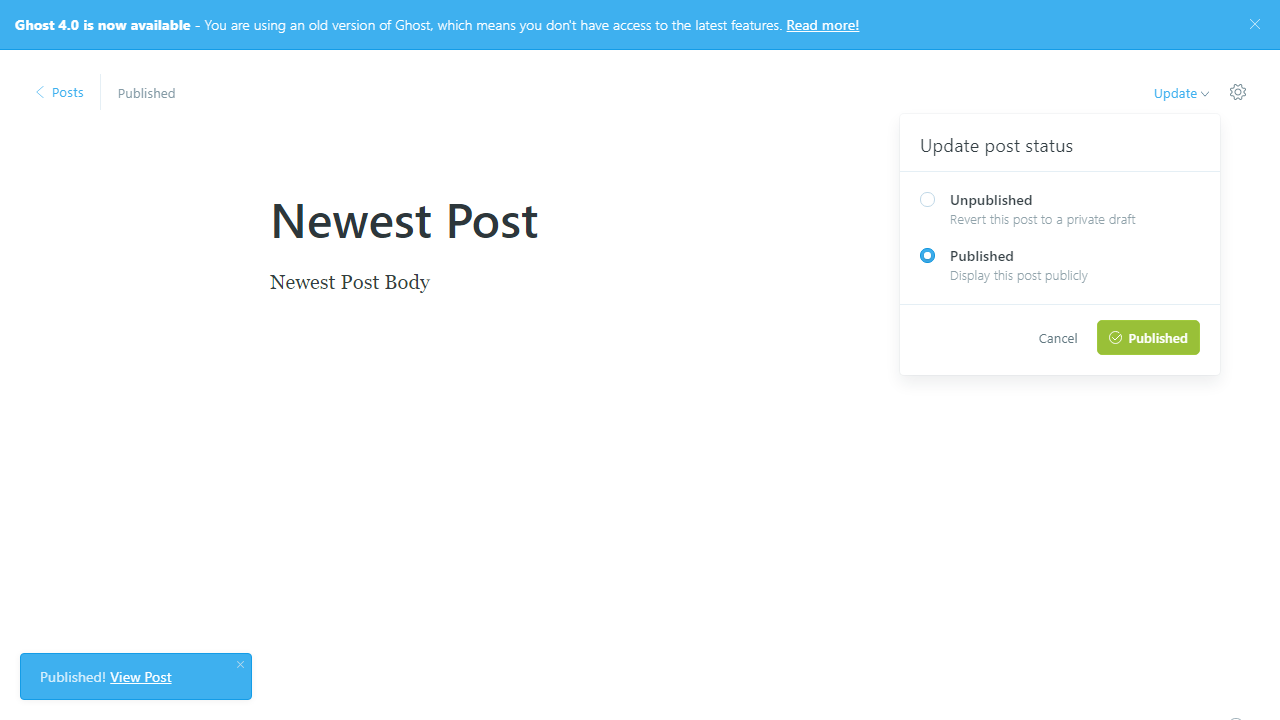 Ghost 4.0 is now available - You are using an old version of Ghost, which means you don't have access to the latest features. Read more!
Posts
Published
Update
Update post status
Unpublished
Revert this post to a private draft
Published
Display this post publicly
Cancel
Published
Newest Post
Newest Post Body
Published! View Post